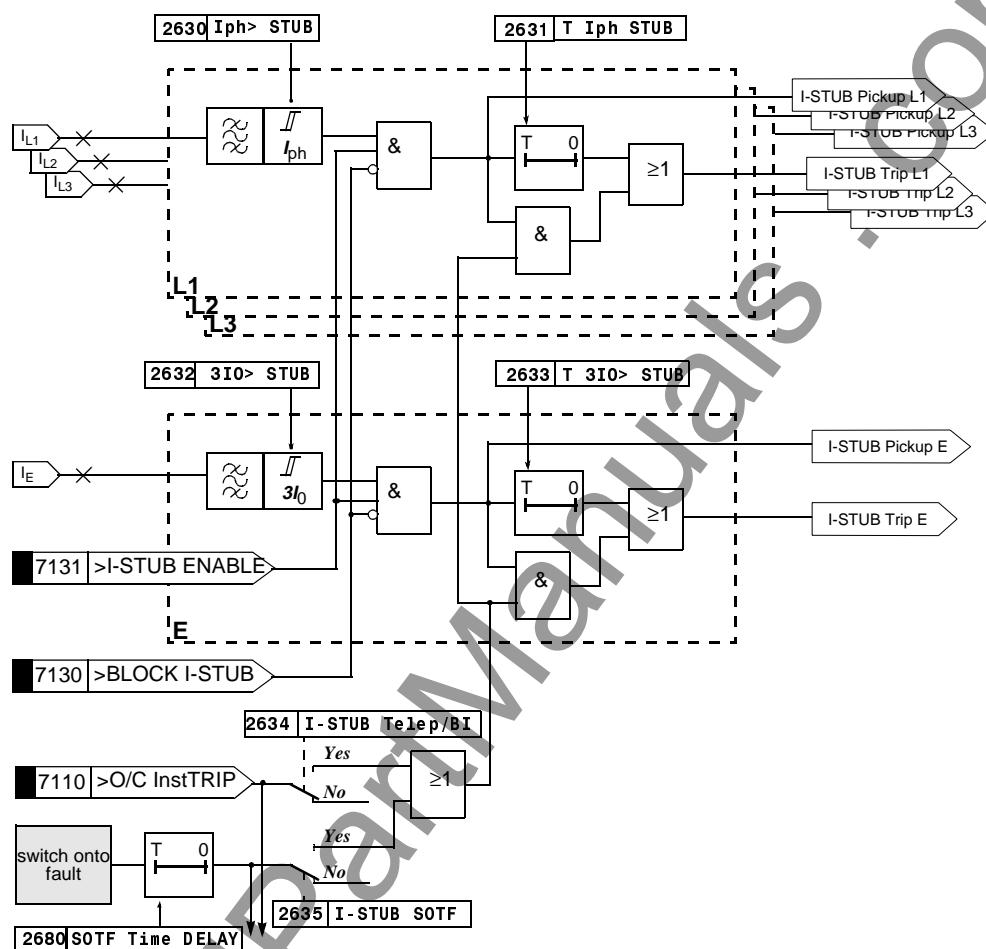 2630 Iph> STUB
2631 T Iph STUB
IL1
IL2
IL3
Iph
&
T 0
≥1
&
I-STUB Pickup L1
I-STUB Pickup L2
I-STUB Pickup L3
I-STUB Trip L1
I-STUB Trip L2
I-STUB Trip L3
L1
L2
L3
2632 3I0> STUB
2633 T 3I0> STUB
IE
3I0
&
T 0
≥1
&
I-STUB Pickup E
I-STUB Trip E
7131 >I-STUB ENABLE
E
7130 >BLOCK I-STUB
2634 I-STUB Telep/BI
7110 >O/C InstTRIP
Yes
No
≥1
switch onto
fault
T 0
Yes
No
2635 I-STUB SOTF
2680 SOTF Time DELAY
PartManuals .com